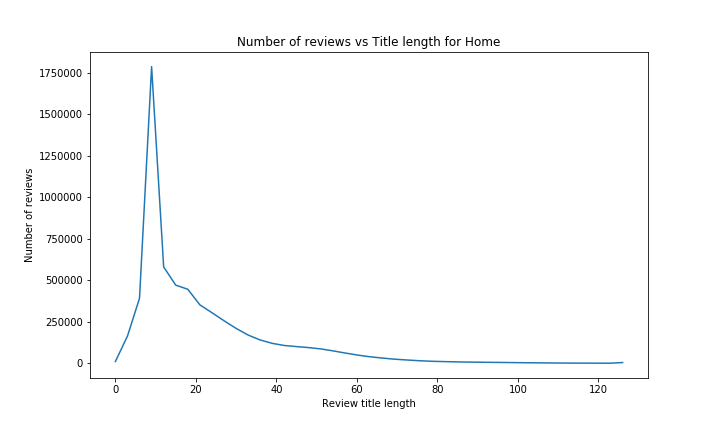 Number of reviews vs Title length for Home
1750000
1500000
1250000
1000000
750000
500000
250000
0
Number of reviews
0 20 40 60 80 100 120
Review title length